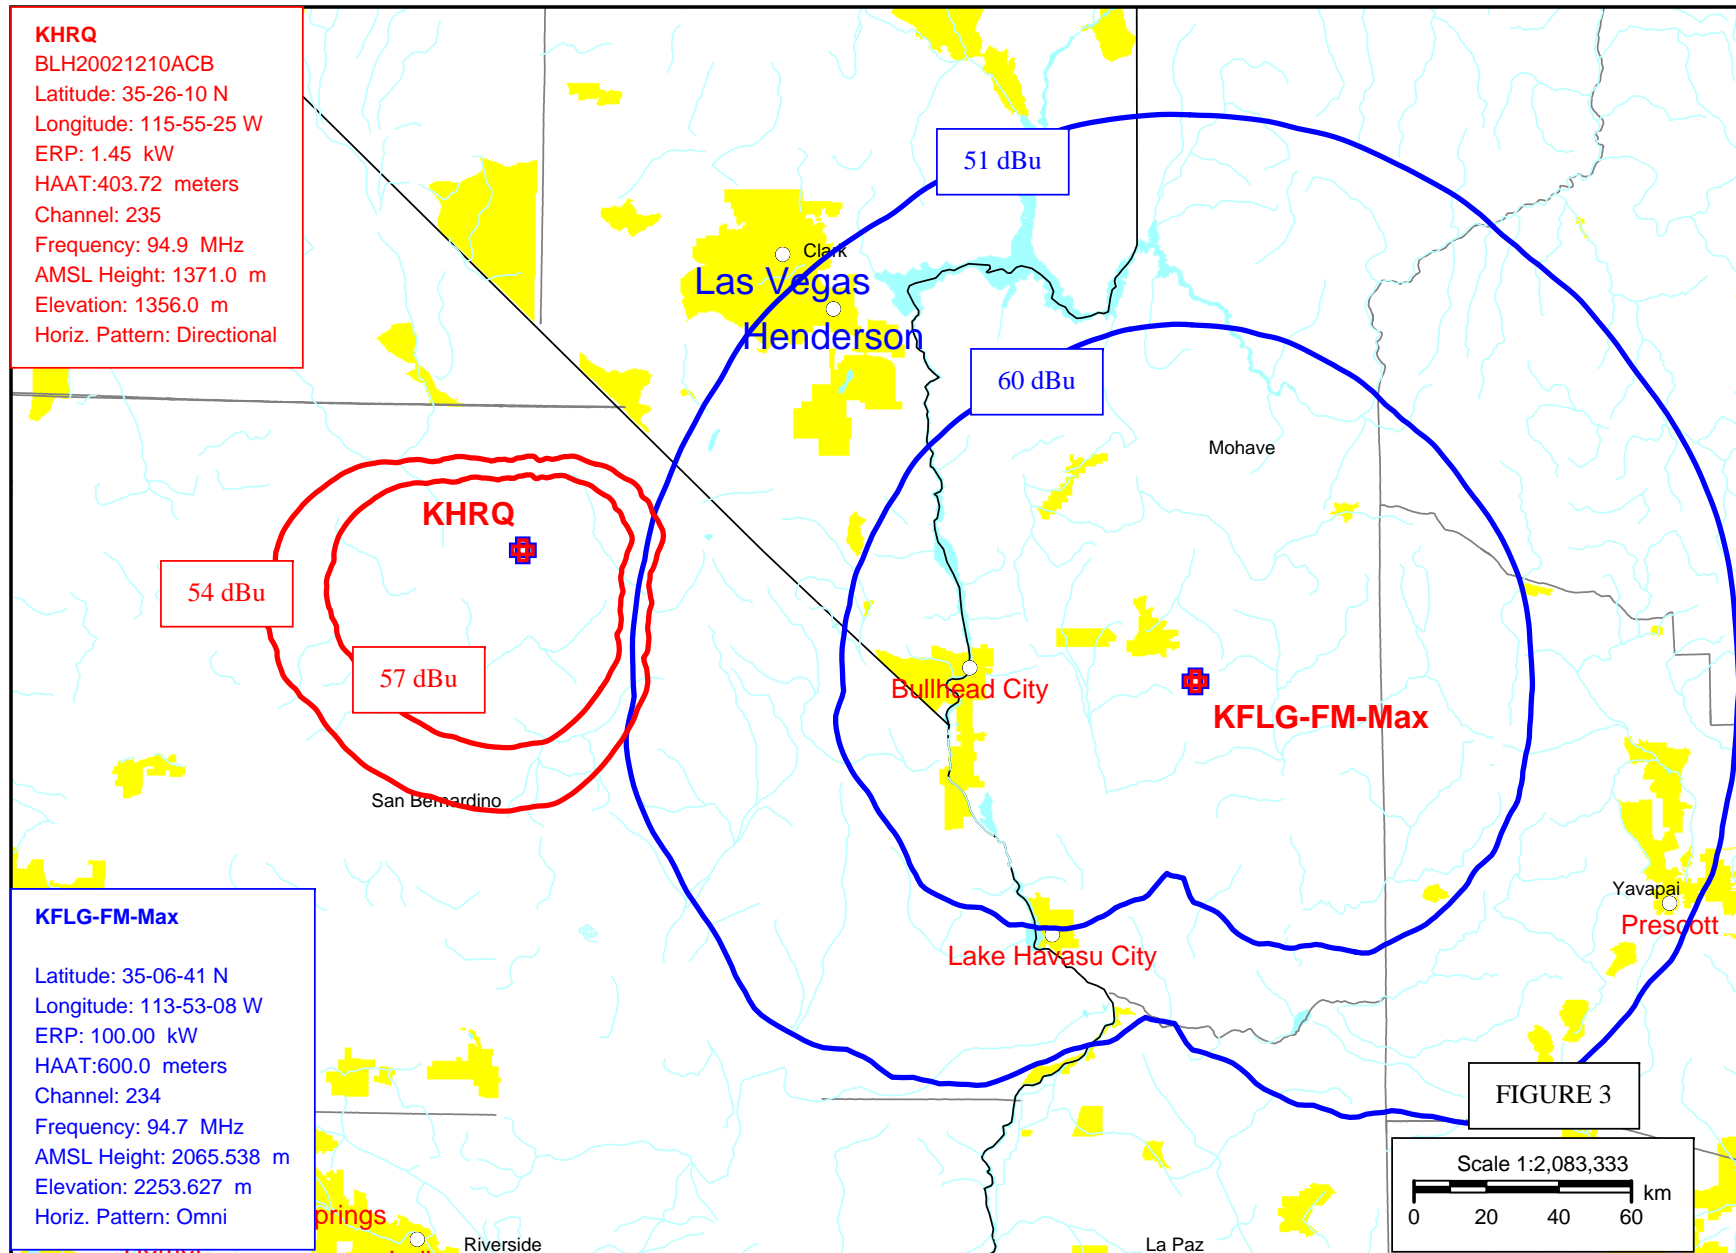 KHRQ
BLH20021210ACB
Latitude: 35-26-10 N
Longitude: 115-55-25 W
ERP: 1.45 kW
HAAT:403.72 meters
Channel: 235
Frequency: 94.9 MHz
AMSL Height: 1371.0 m
Elevation: 1356.0 m
Horiz. Pattern: Directional
51 dBu
Clark
Las Vegas
Henderson
60 dBu
Mohave
KHRQ
54 dBu
57 dBu
Bullhead City
KFLG-FM-Max
San Bernardino
Yavapai
Prescott
Lake Havasu City
KFLG-FM-Max
Latitude: 35-06-41 N
Longitude: 113-53-08 W
ERP: 100.00 kW
HAAT:600.0 meters
Channel: 234
Frequency: 94.7 MHz
AMSL Height: 2065.538 m
Elevation: 2253.627 m
Horiz. Pattern: Omni
FIGURE 3
Scale 1:2,083,333
km
0 20 40 60
prings
Riverside
La Paz